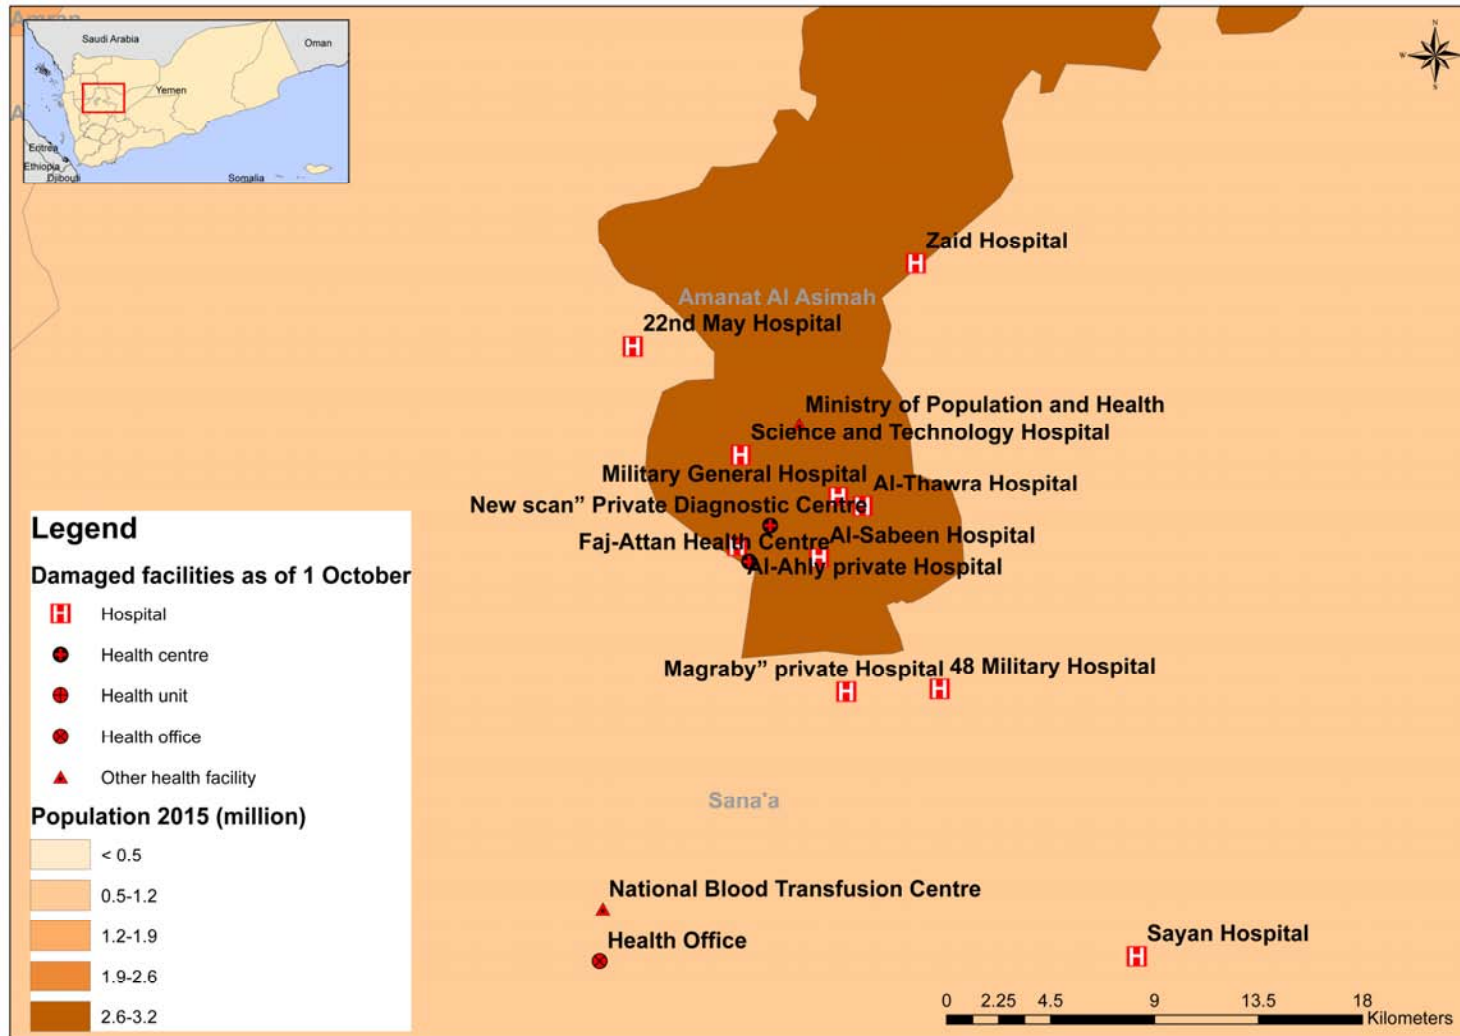 Amran
A
Saudi Arabia
Oman
Yemen
Eritrea
Ethiopia
Djibouti
Somalia
N
W
E
S
Zaid Hospital
Amanat Al Asimah
22nd May Hospital
Ministry of Population and Health
Science and Technology Hospital
Military General Hospital
Al-Thawra Hospital
New scan” Private Diagnostic Centre
Al-Sabeen Hospital
Faj-Attan Health Centre
Al-Ahly private Hospital
Magraby” private Hospital
48 Military Hospital
Sana'a
National Blood Transfusion Centre
Health Office
Sayan Hospital
Legend
Damaged facilities as of 1 October
H Hospital
Health centre
Health unit
Health office
Other health facility
Population 2015 (million)
< 0.5
0.5-1.2
1.2-1.9
1.9-2.6
2.6-3.2
0 2.25 4.5 9 13.5 18
Kilometers